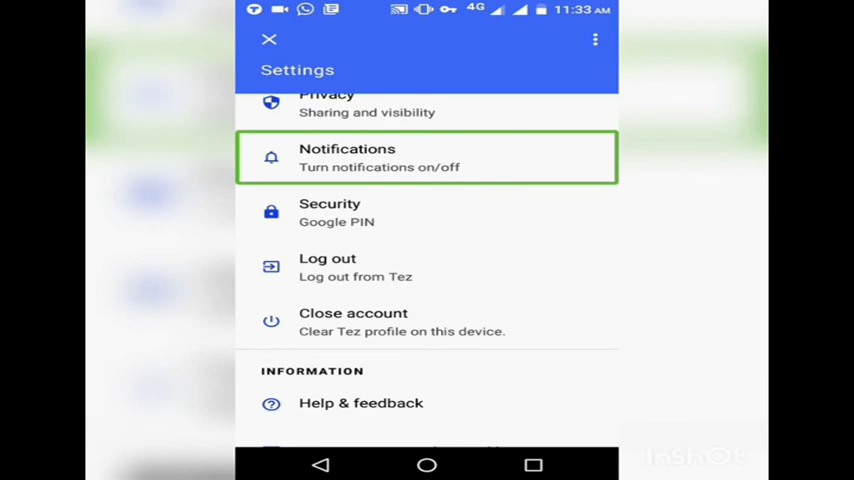 4G 11:33 AM
Settings
Privacy
Sharing and visibility
Notifications
Turn notifications on/off
Security
Google PIN
Log out
Log out from Tez
Close account
Clear Tez profile on this device.
INFORMATION
Help & feedback
InShOt